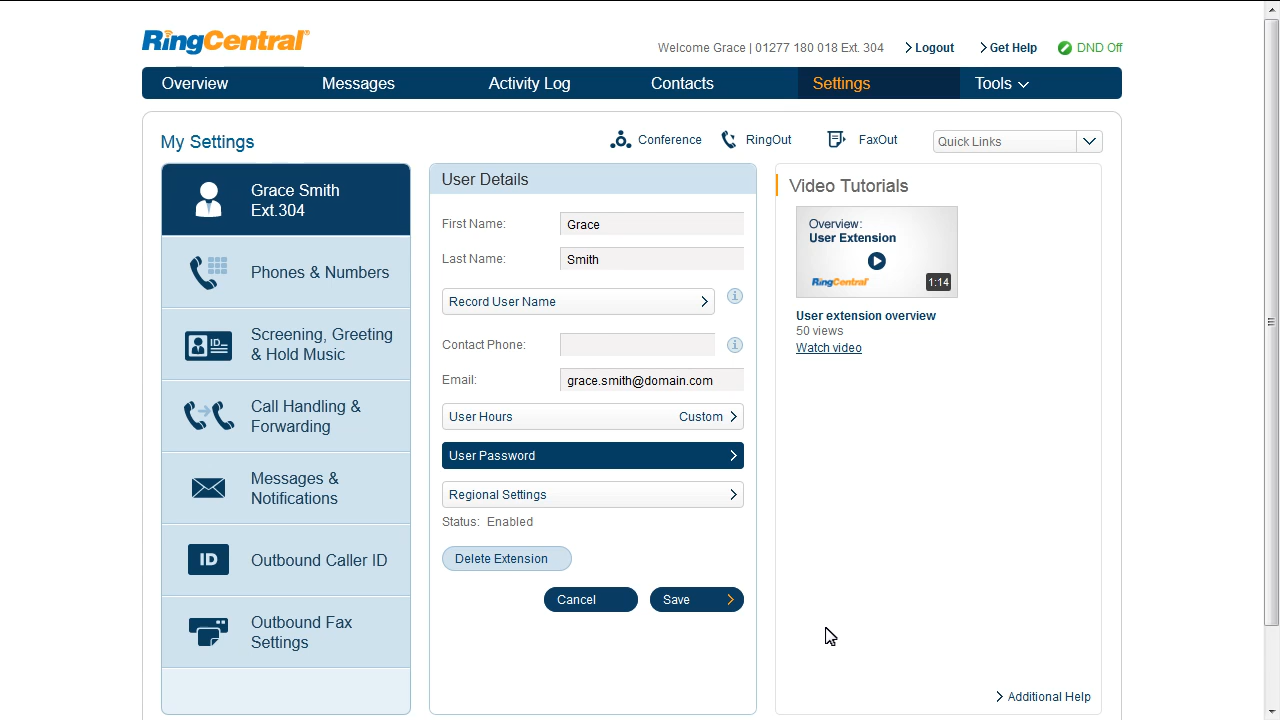 RingCentral
Welcome Grace | 01277 180 018 Ext. 304
Logout
Get Help
DND Off
Overview
Messages
Activity Log
Contacts
Settings
Tools
My Settings
Conference
RingOut
FaxOut
Quick Links
Grace Smith
Ext.304
Phones & Numbers
Screening, Greeting
& Hold Music
Call Handling &
Forwarding
Messages &
Notifications
ID
Outbound Caller ID
Outbound Fax
Settings
User Details
First Name: Grace
Last Name: Smith
Record User Name
Contact Phone:
Email: grace.smith@domain.com
User Hours Custom
User Password
Regional Settings
Status: Enabled
Delete Extension
Cancel
Save
Video Tutorials
Overview:
User Extension
RingCentral
1:14
User extension overview
50 views
Watch video
Additional Help